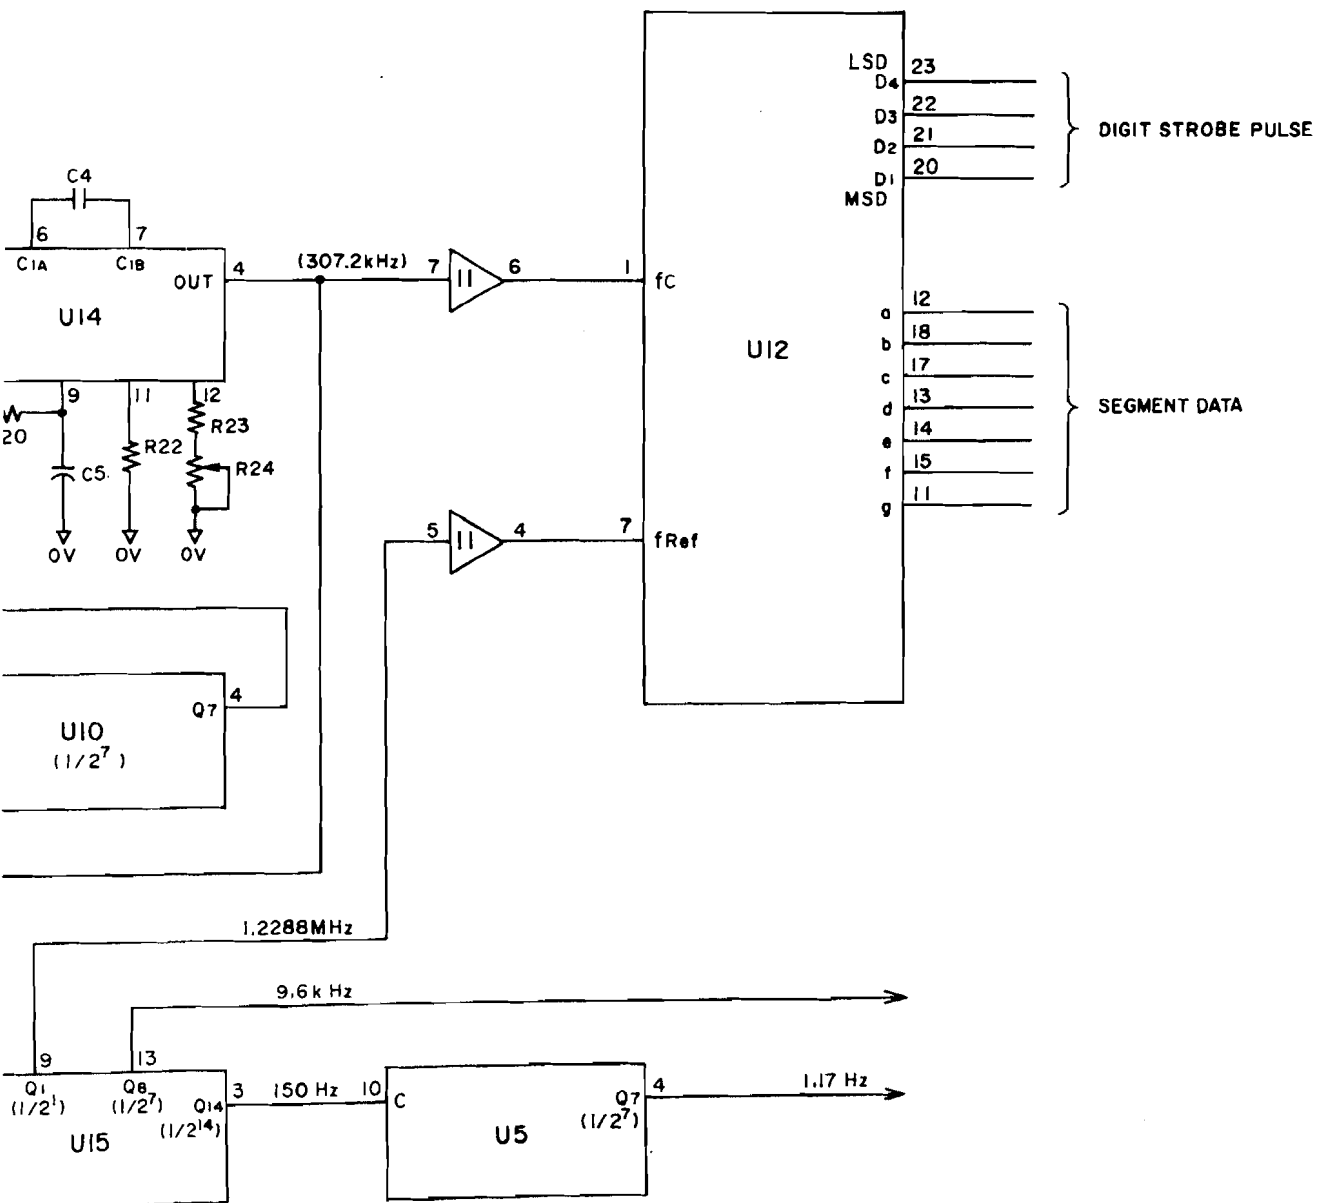 LSD
D4 23
D3 22
D2 21
D1 20
MSD
DIGIT STROBE PULSE
C4
6 7
C1A C1B
OUT 4
U14
(307.2kHz)
7 11 6
1 fC
U12
a 12
b 18
c 17
d 13
e 14
f 15
g 11
SEGMENT DATA
9 11 12
20
C5
R22
R23
R24
0V 0V 0V
5 11 4
7 fRef
Q7 4
U10
(1/2⁷)
1.2288MHz
9.6kHz
9 13
Q1 Q8
(1/2¹) (1/2⁷)
Q14 3
(1/2¹⁴)
U15
150 Hz
10 C
U5
Q7 4
(1/2⁷)
1.17 Hz